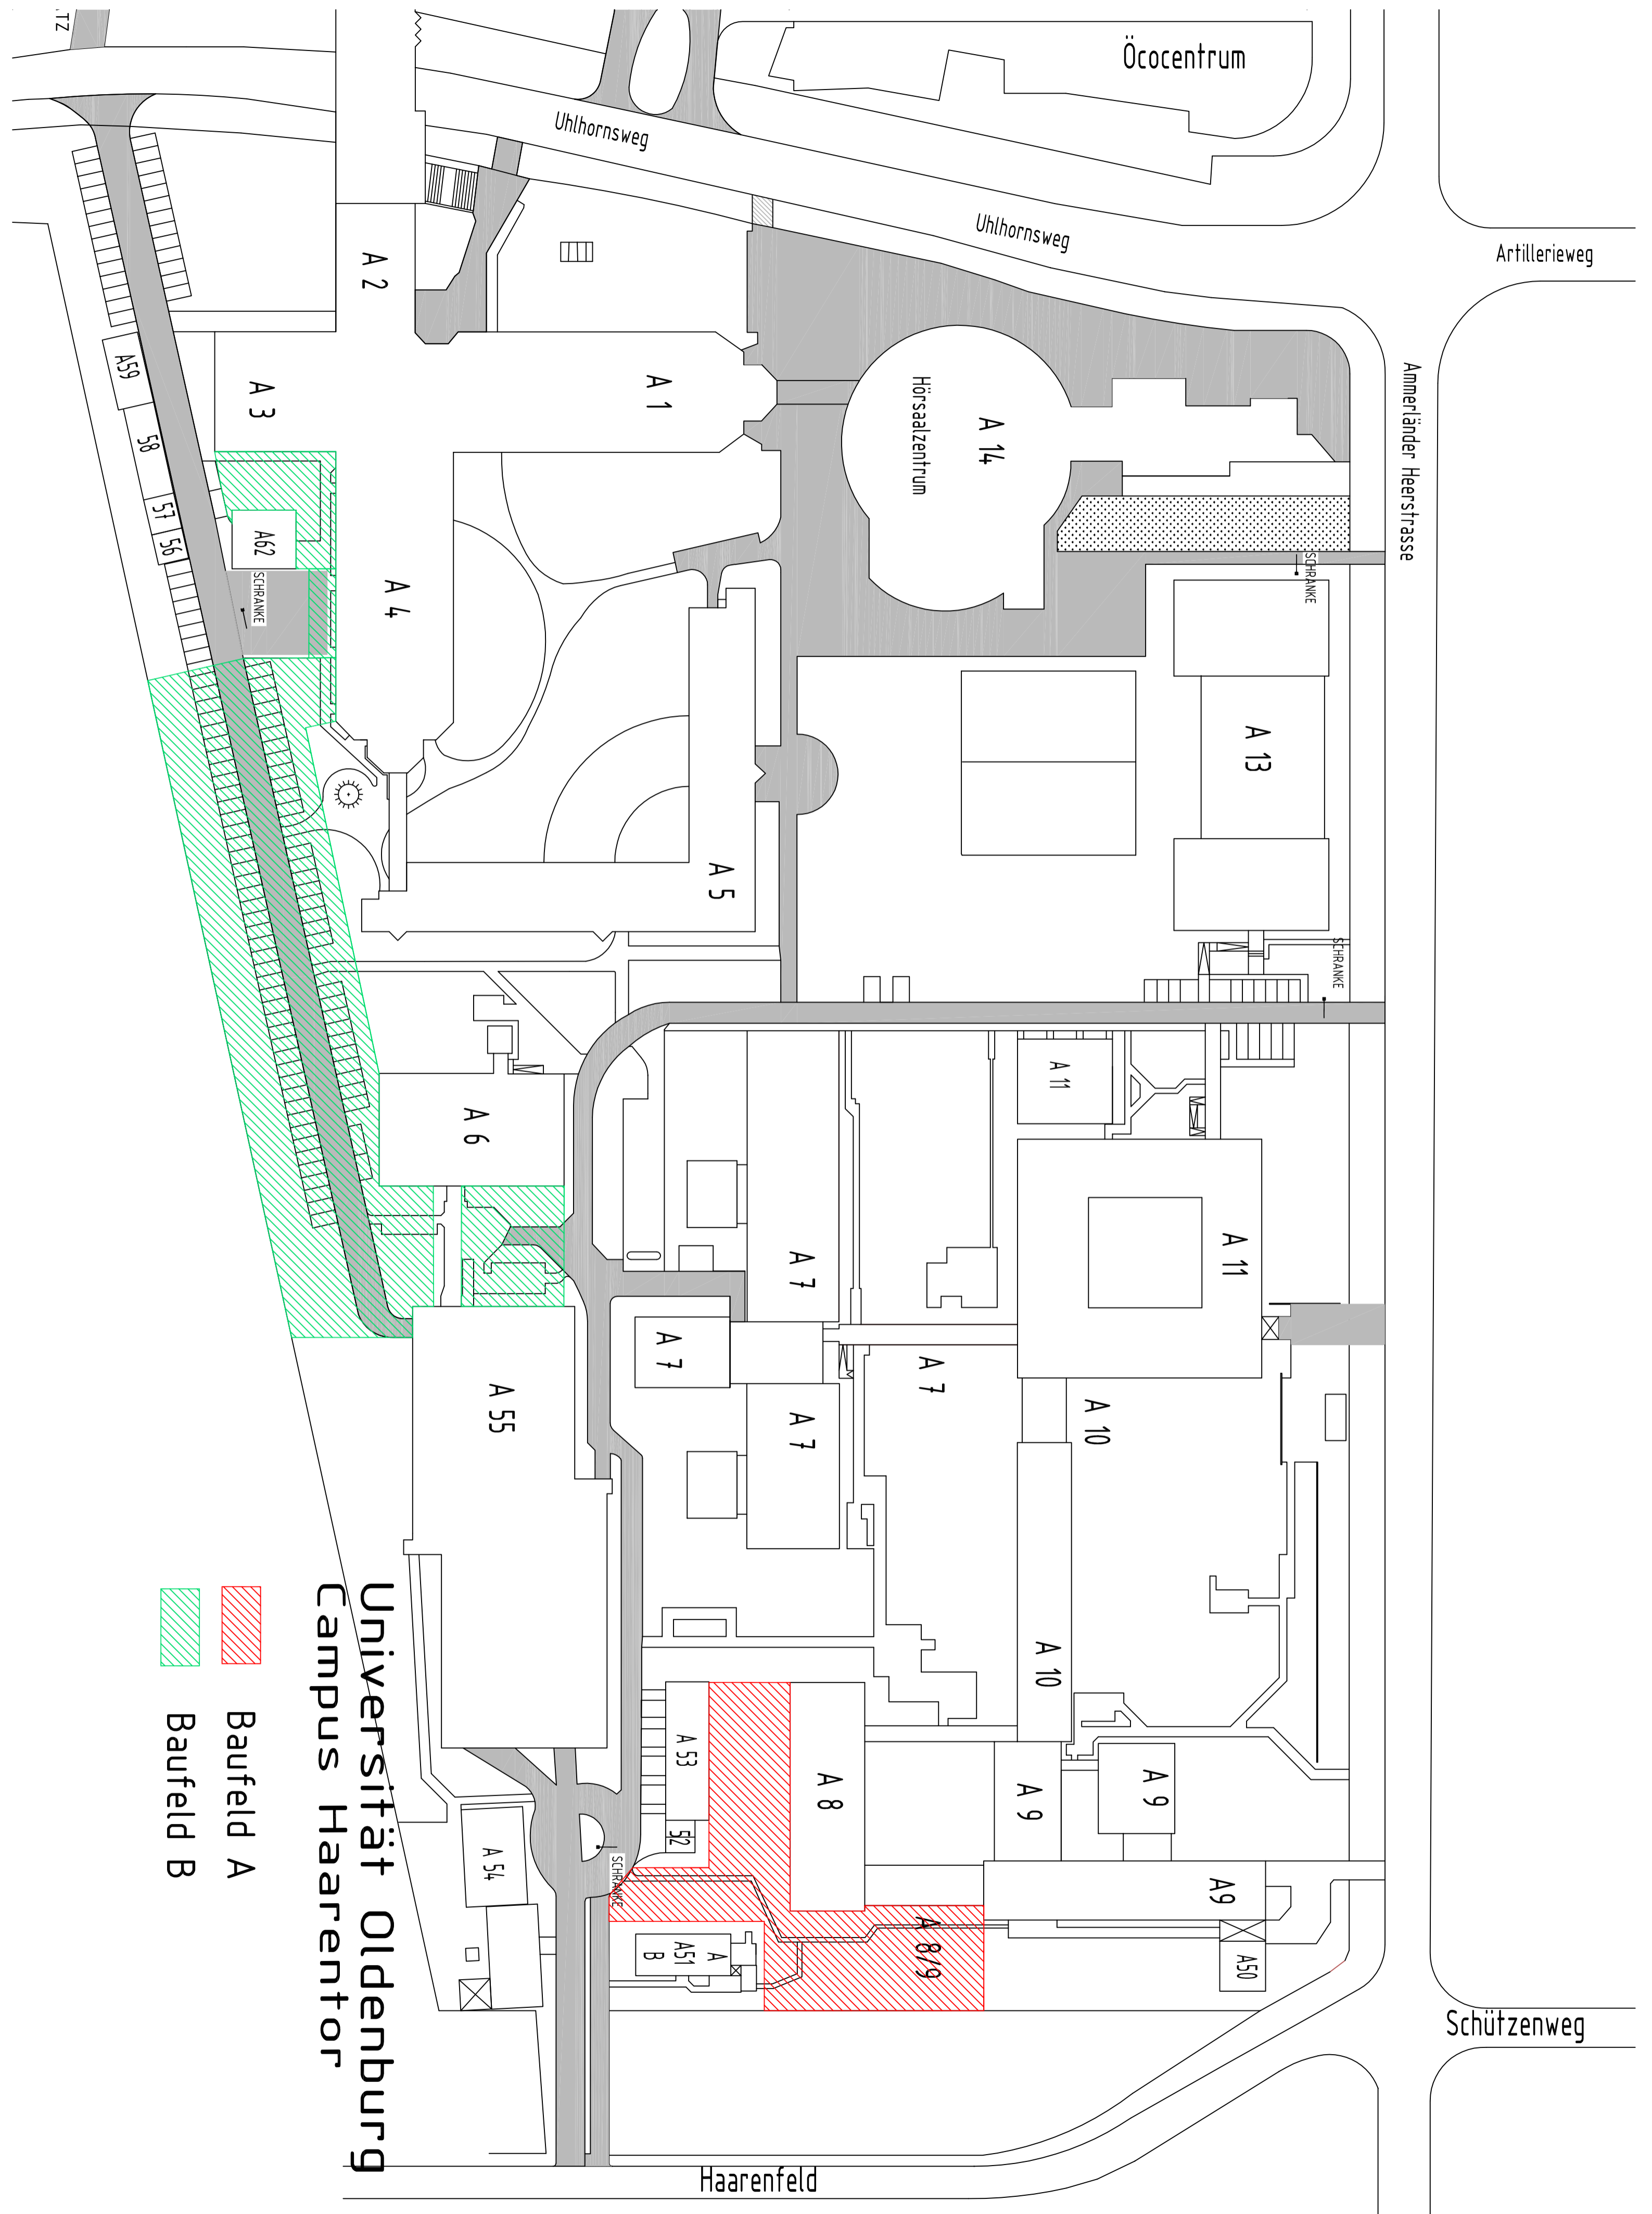 TZ
Öcocentrum
Uhlhornsweg
Uhlhornsweg
Artillerieweg
Ammerländer Heerstrasse
A 2
A 1
A 3
A59
58
57
56
A62
SCHRANKE
A 4
Hörsaalzentrum
A 14
SCHRANKE
A 13
A 5
SCHRANKE
A 6
A 11
A 11
A 7
A 7
A 7
A 7
A 10
A 55
A 10
A 53
52
A 8
A 9
A 9
A9
A 54
SCHRANKE
A
A51
B
A 8/9
A50
Schützenweg
Haarenfeld
Universität Oldenburg
Campus Haarentor
Baufeld A
Baufeld B